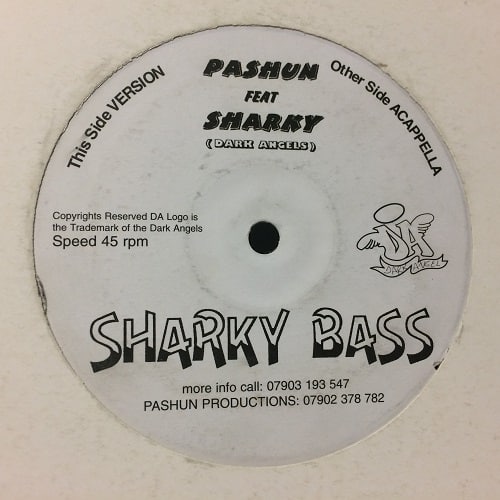 This Side VERSION
PASHUN
FEAT
SHARKY
(DARK ANGELS)
Other Side ACAPPELLA
Copyrights Reserved DA Logo is
the Trademark of the Dark Angels
Speed 45 rpm
DA
DARK ANGEL
SHARKY BASS
more info call: 07903 193 547
PASHUN PRODUCTIONS: 07902 378 782